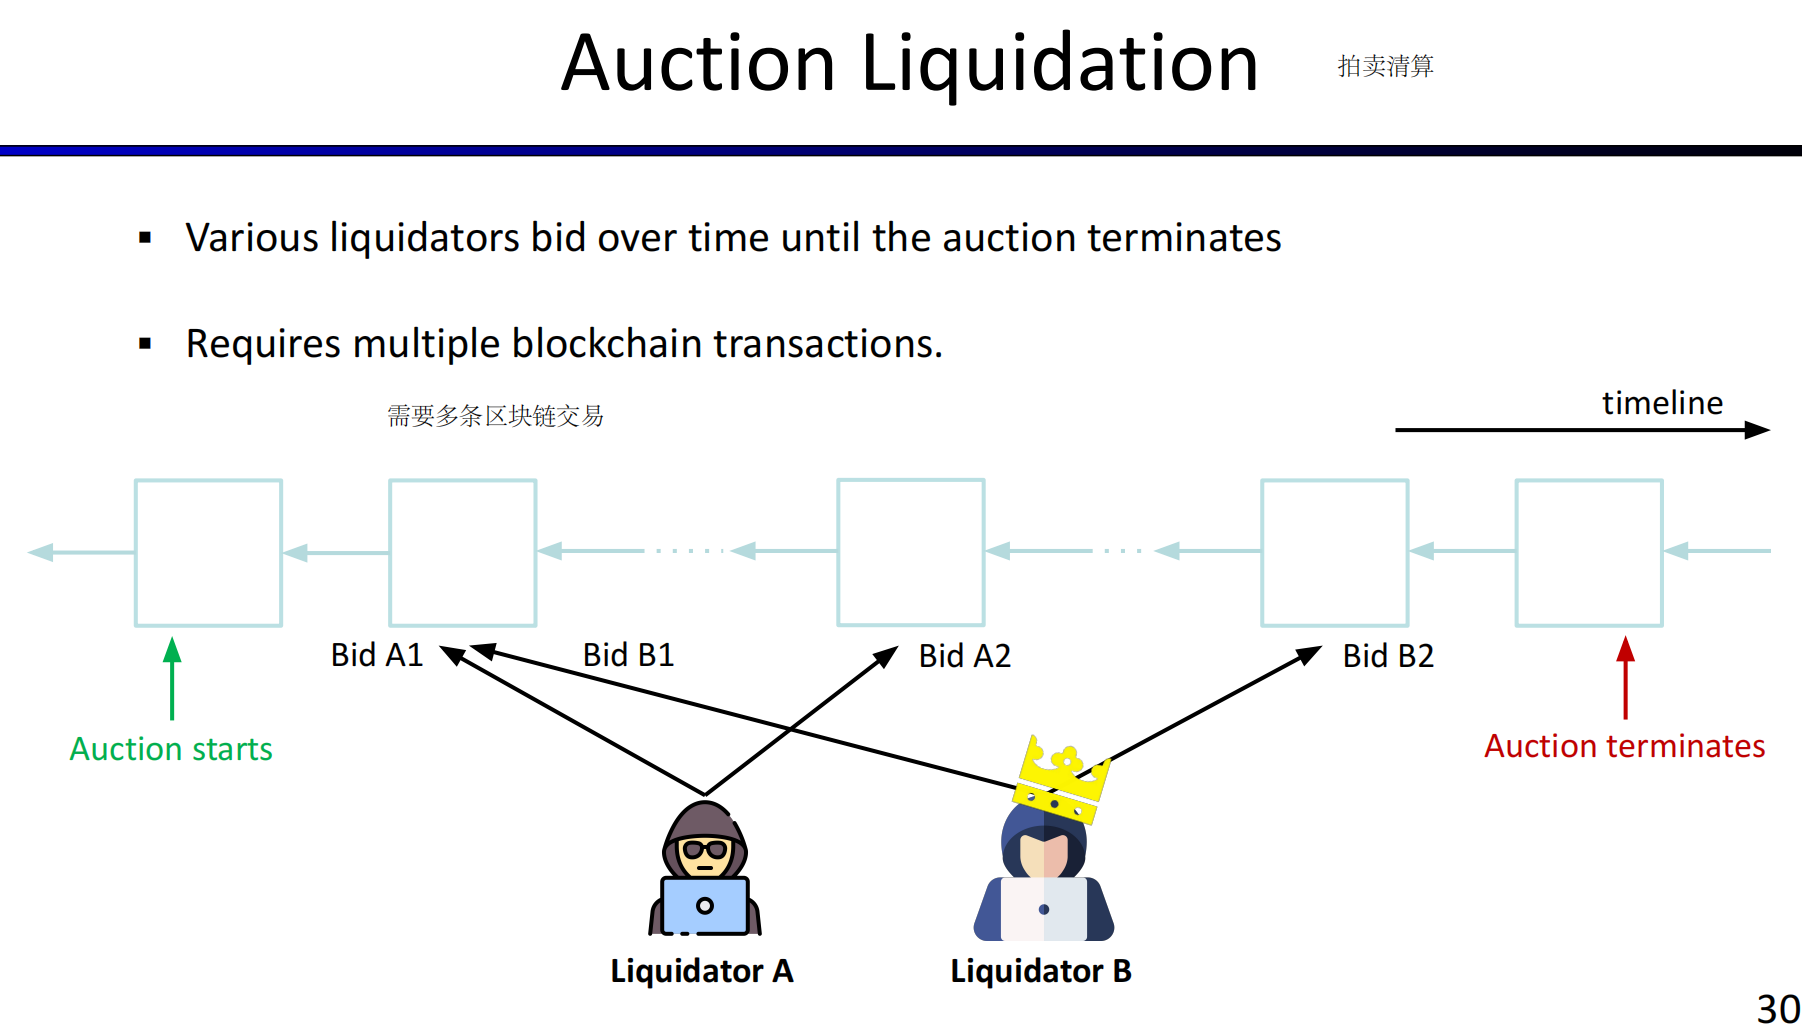 Auction Liquidation
拍卖清算
▪ Various liquidators bid over time until the auction terminates
▪ Requires multiple blockchain transactions.
需要多条区块链交易
timeline
Bid A1
Bid B1
Bid A2
Bid B2
Auction starts
Auction terminates
Liquidator A
Liquidator B
30